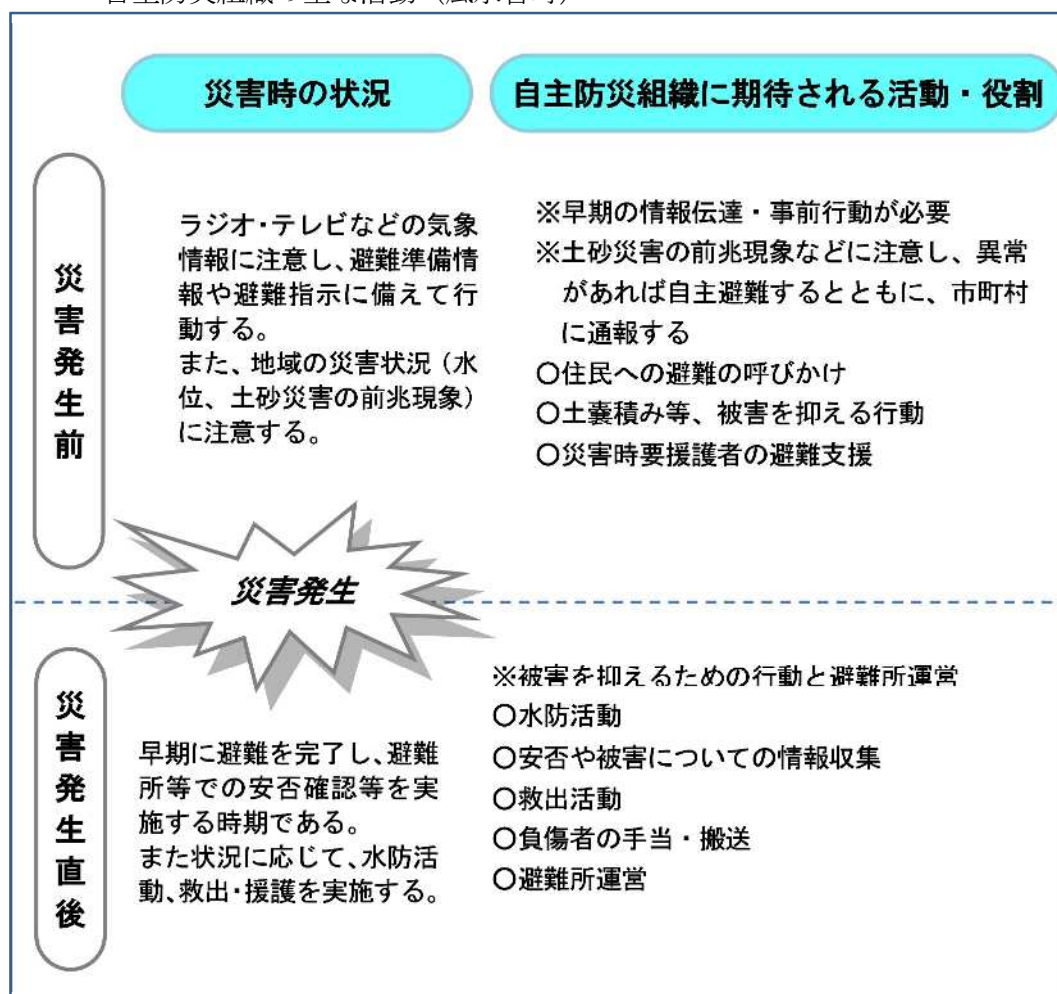 災害時の状況
自主防災組織に期待される活動・役割
災害発生前
ラジオ・テレビなどの気象
情報に注意し、避難準備情
報や避難指示に備えて行
動する。
また、地域の災害状況（水
位、土砂災害の前兆現象）
に注意する。
※早期の情報伝達・事前行動が必要
※土砂災害の前兆現象などに注意し、異常
があれば自主避難するとともに、市町村
に通報する
〇住民への避難の呼びかけ
〇土嚢積み等、被害を抑える行動
〇災害時要援護者の避難支援
災害発生
災害発生直後
早期に避難を完了し、避難
所等での安否確認等を実
施する時期である。
また状況に応じて、水防活
動、救出・援護を実施する。
※被害を抑えるための行動と避難所運営
〇水防活動
〇安否や被害についての情報収集
〇救出活動
〇負傷者の手当・搬送
〇避難所運営